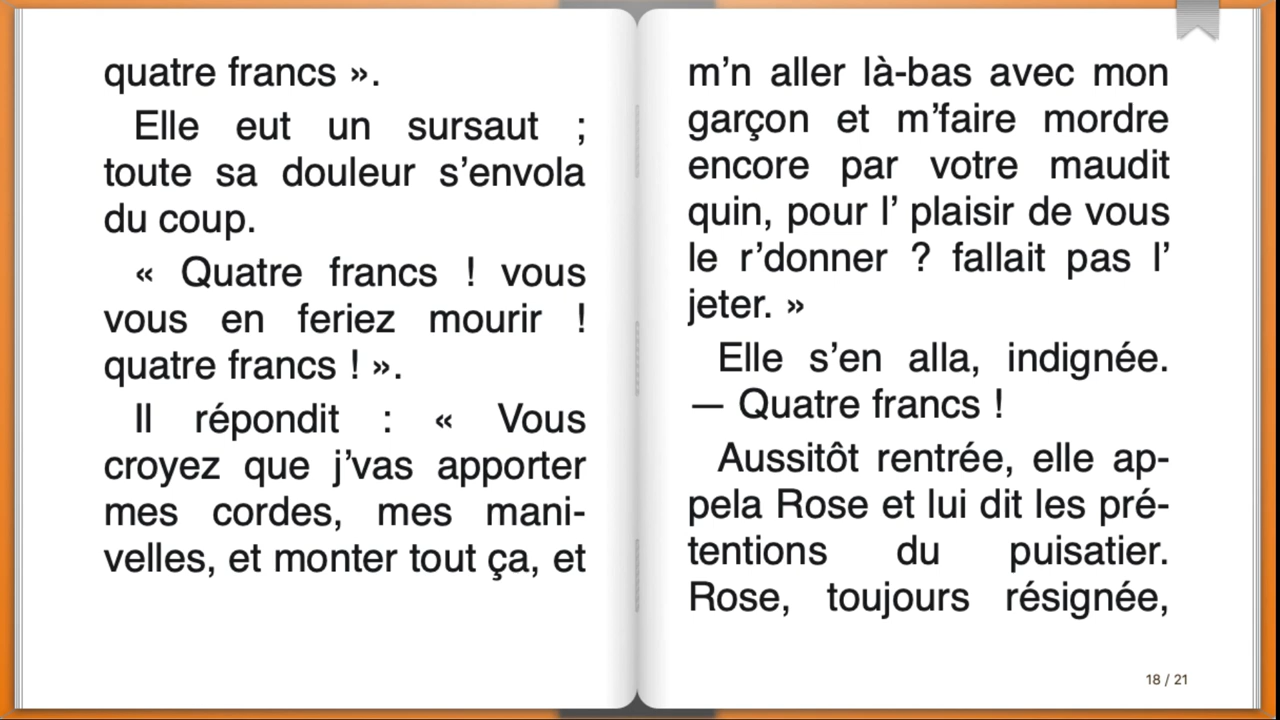 quatre francs ».
Elle eut un sursaut ;
toute sa douleur s’envola
du coup.
« Quatre francs ! vous
vous en feriez mourir !
quatre francs ! ».
Il répondit : « Vous
croyez que j’vas apporter
mes cordes, mes mani-
velles, et monter tout ça, et
m’n aller là-bas avec mon
garçon et m’faire mordre
encore par votre maudit
quin, pour l’ plaisir de vous
le r’donner ? fallait pas l’
jeter. »
Elle s’en alla, indignée.
— Quatre francs !
Aussitôt rentrée, elle ap-
pela Rose et lui dit les pré-
tentions du puisatier.
Rose, toujours résignée,
18 / 21